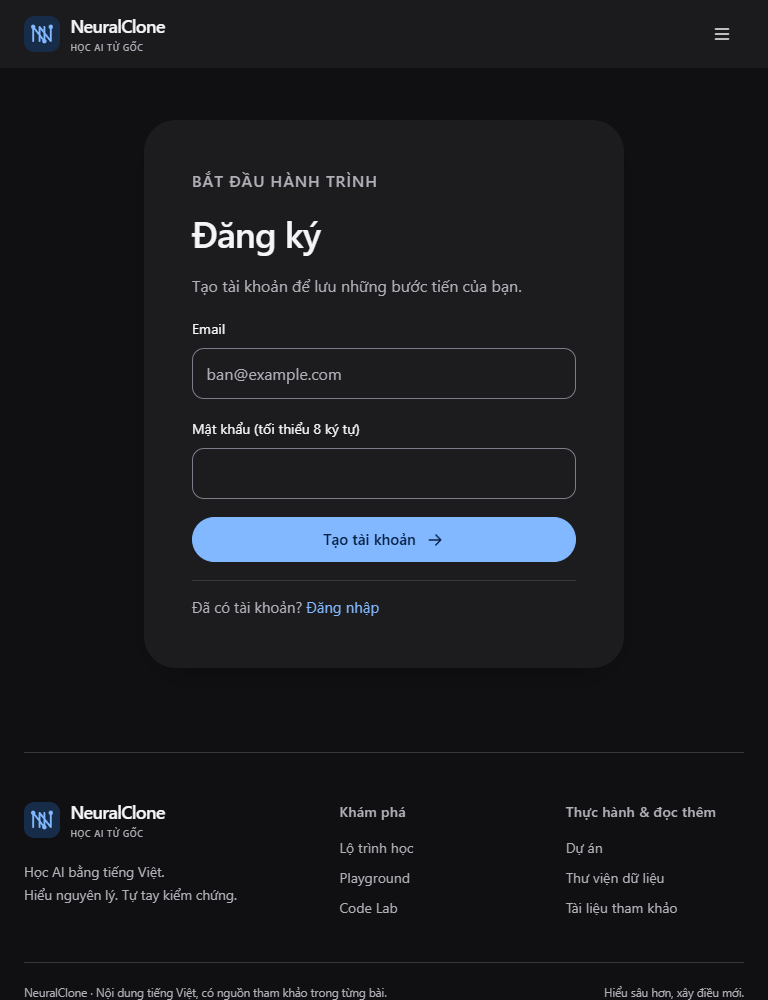 NeuralClone
HỌC AI TỪ GỐC
BẮT ĐẦU HÀNH TRÌNH
Đăng ký
Tạo tài khoản để lưu những bước tiến của bạn.
Email
ban@example.com
Mật khẩu (tối thiểu 8 ký tự)
Tạo tài khoản →
Đã có tài khoản? Đăng nhập
NeuralClone
HỌC AI TỪ GỐC
Học AI bằng tiếng Việt.
Hiểu nguyên lý. Tự tay kiểm chứng.
Khám phá
Lộ trình học
Playground
Code Lab
Thực hành & đọc thêm
Dự án
Thư viện dữ liệu
Tài liệu tham khảo
NeuralClone · Nội dung tiếng Việt, có nguồn tham khảo trong từng bài.
Hiểu sâu hơn, xây điều mới.